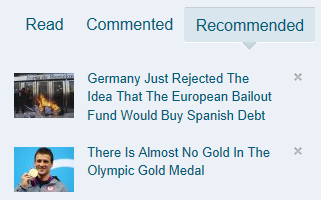 Read Commented Recommended
Germany Just Rejected The ×
Idea That The European Bailout
Fund Would Buy Spanish Debt
There Is Almost No Gold In The ×
Olympic Gold Medal